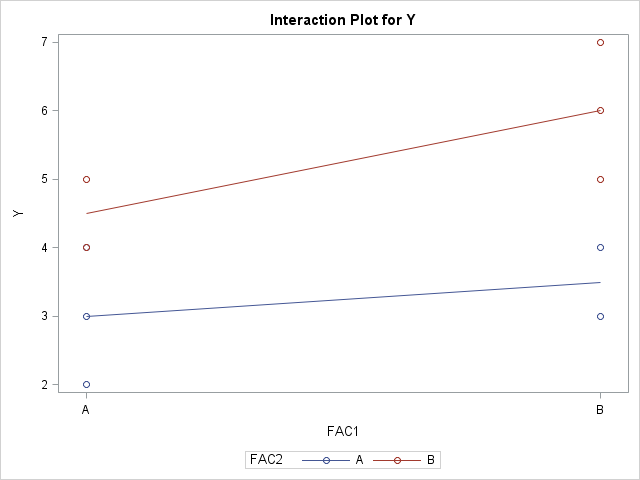 Interaction Plot for Y
7
6
5
4
3
2
Y
A B
FAC1
FAC2 A B